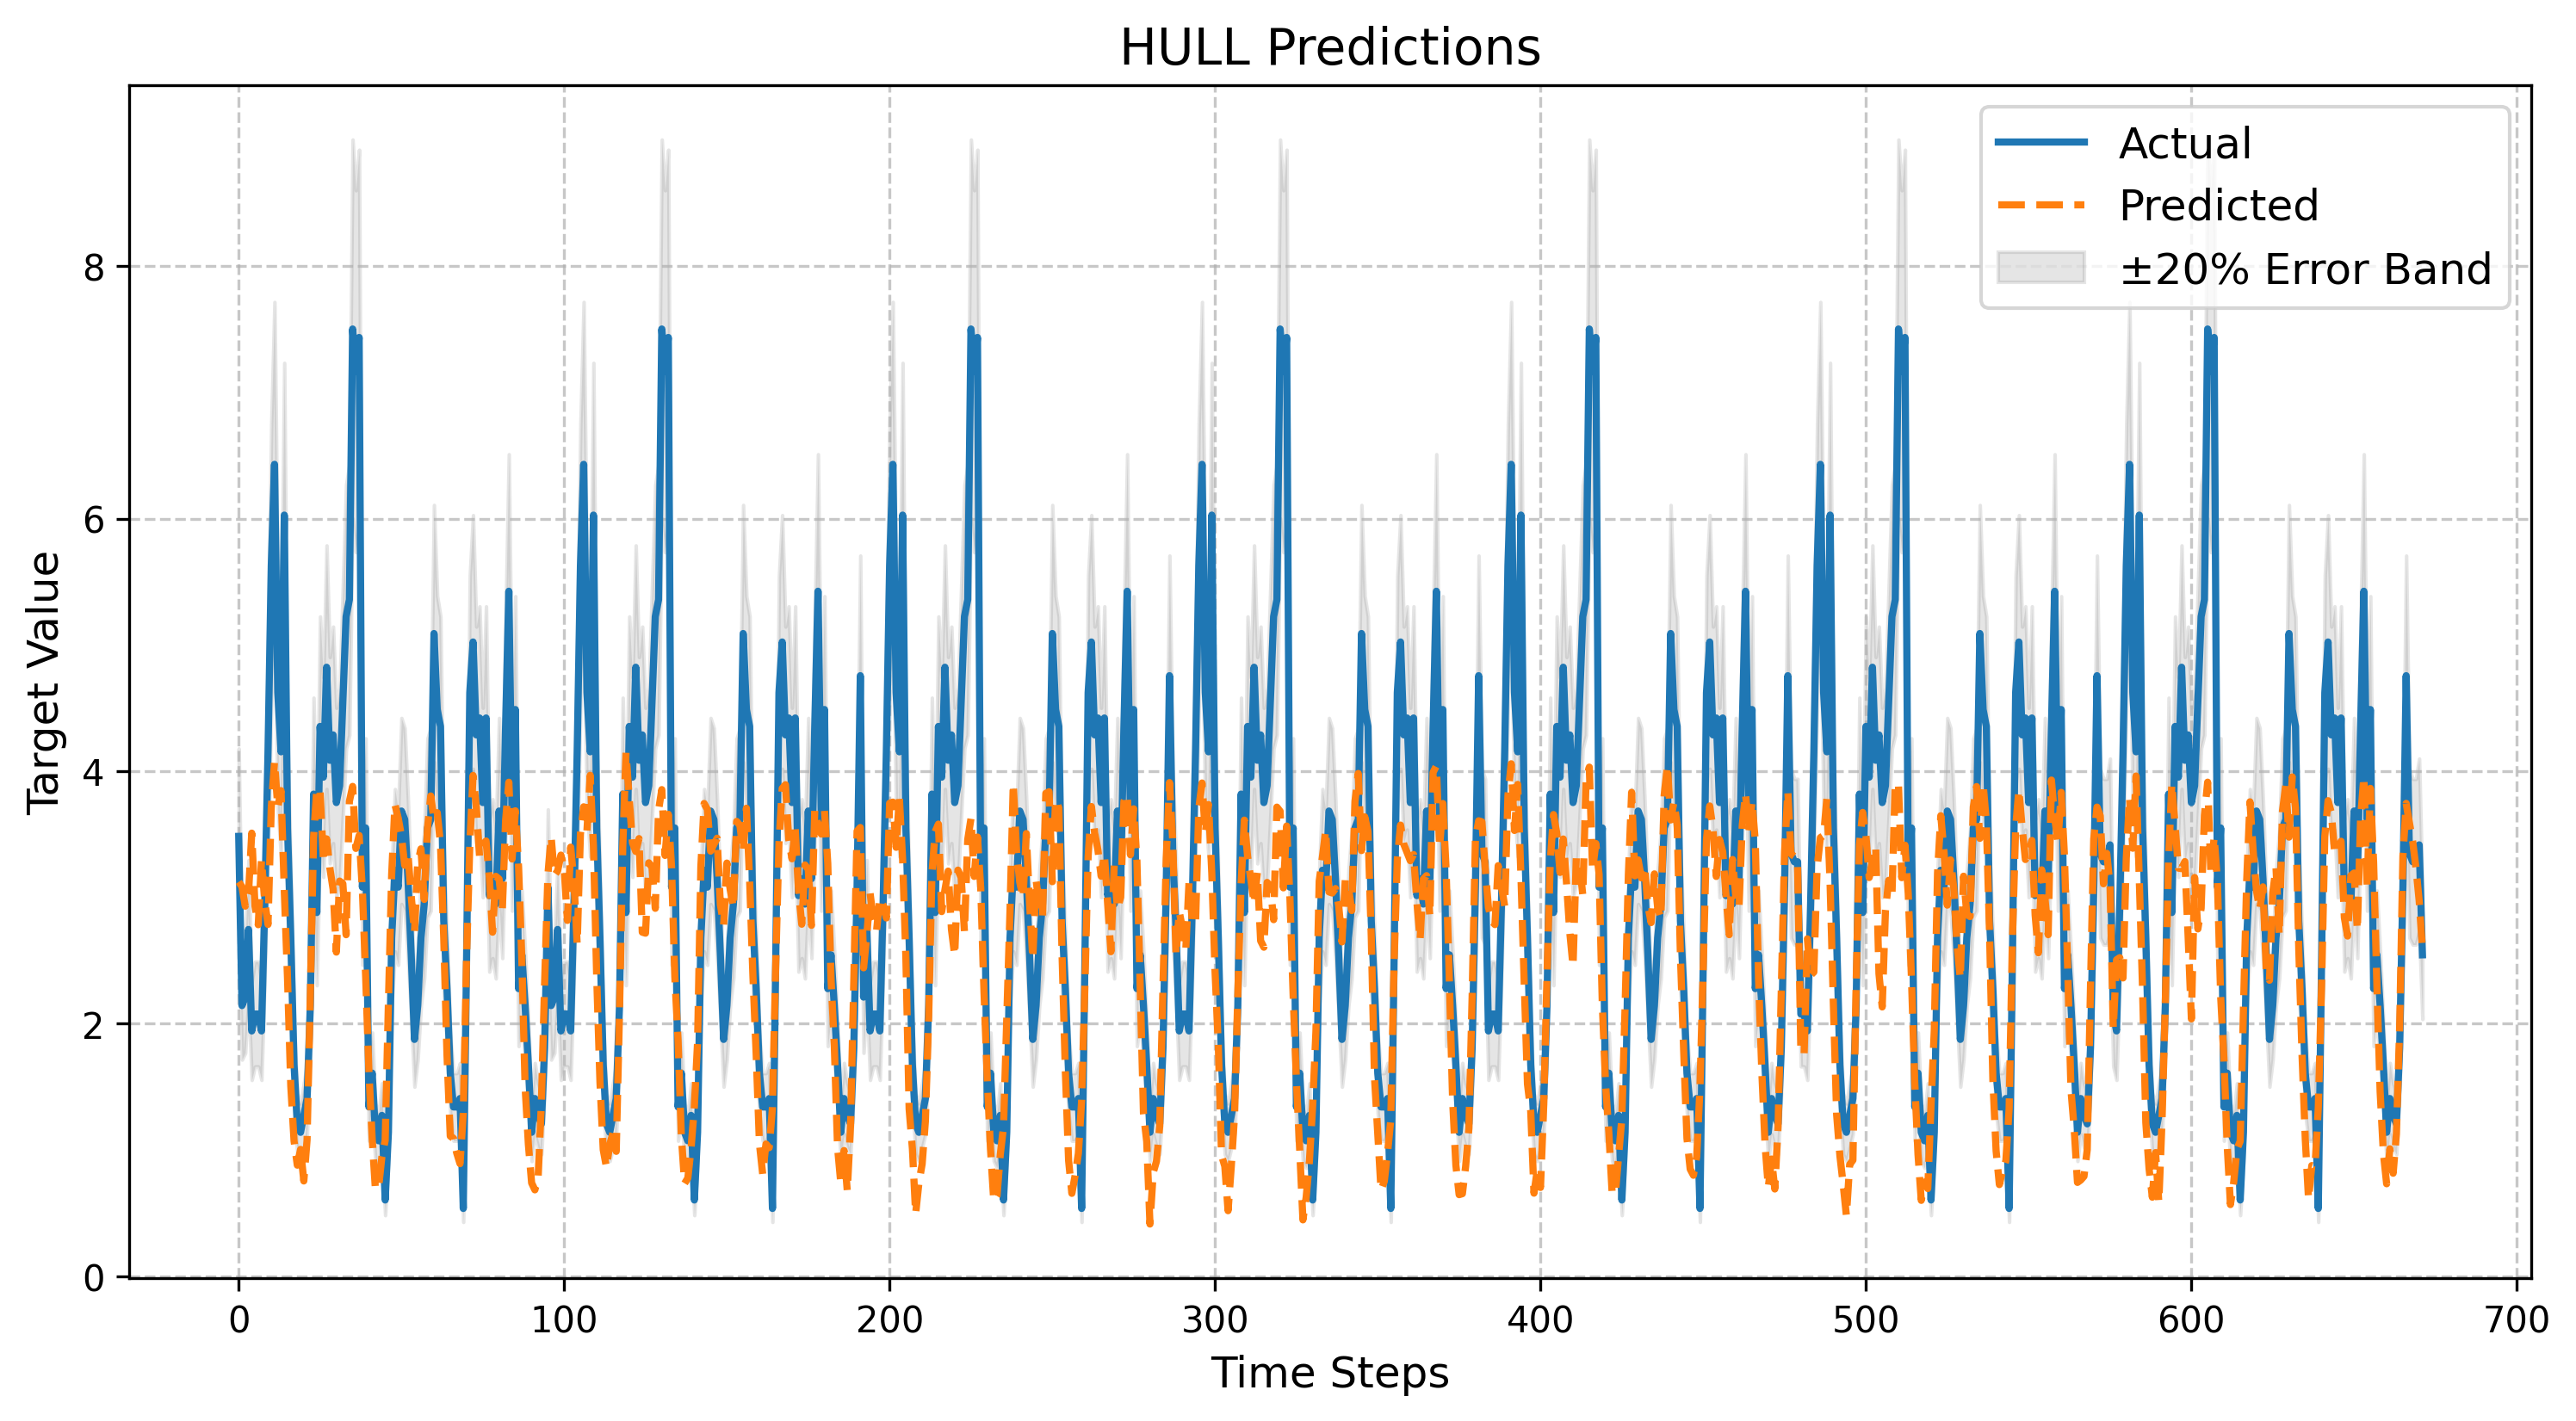 HULL Predictions
Actual
Predicted
±20% Error Band
Target Value
8
6
4
2
0
0 100 200 300 400 500 600 700
Time Steps